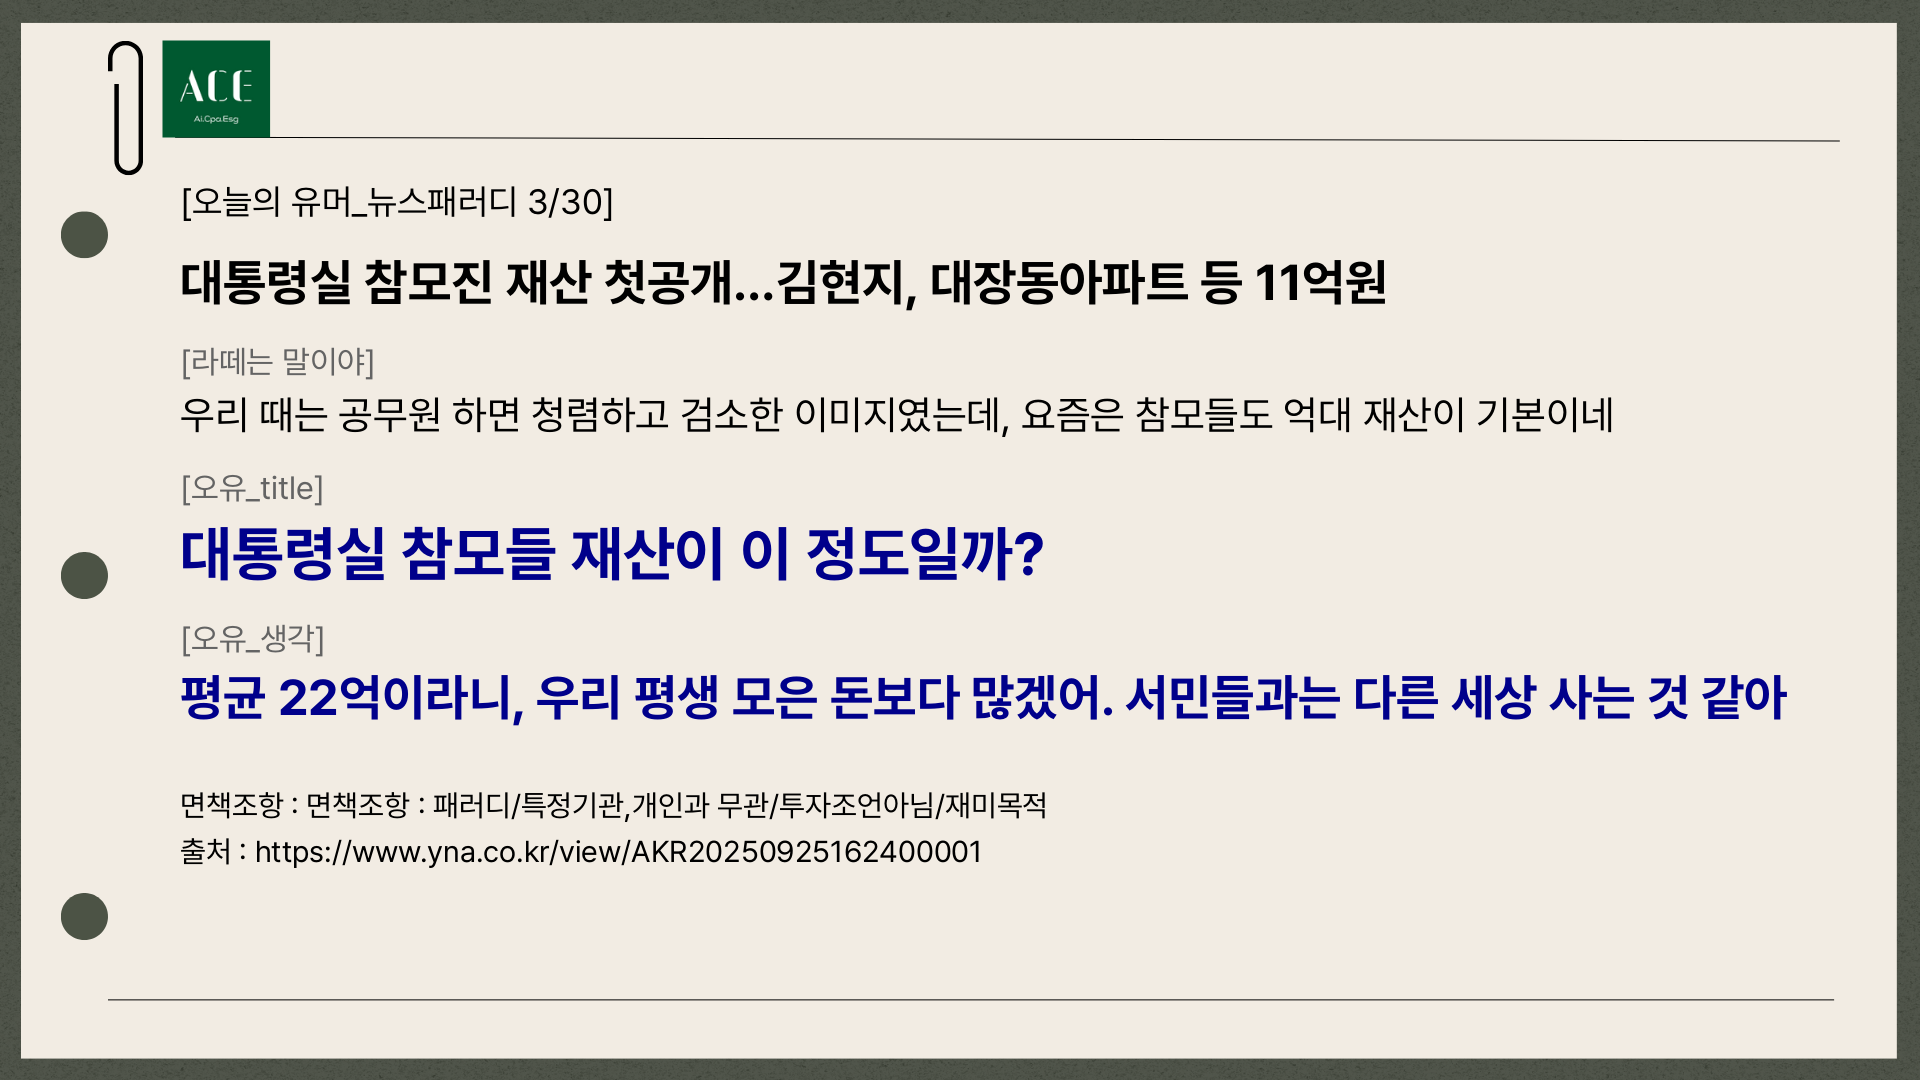 ACE
Ai.Cpa.Esg
[오늘의 유머_뉴스패러디 3/30]
대통령실 참모진 재산 첫공개...김현지, 대장동아파트 등 11억원
[라떼는 말이야]
우리 때는 공무원 하면 청렴하고 검소한 이미지였는데, 요즘은 참모들도 억대 재산이 기본이네
[오유_title]
대통령실 참모들 재산이 이 정도일까?
[오유_생각]
평균 22억이라니, 우리 평생 모은 돈보다 많겠어. 서민들과는 다른 세상 사는 것 같아
면책조항 : 면책조항 : 패러디/특정기관,개인과 무관/투자조언아님/재미목적
출처 : https://www.yna.co.kr/view/AKR20250925162400001